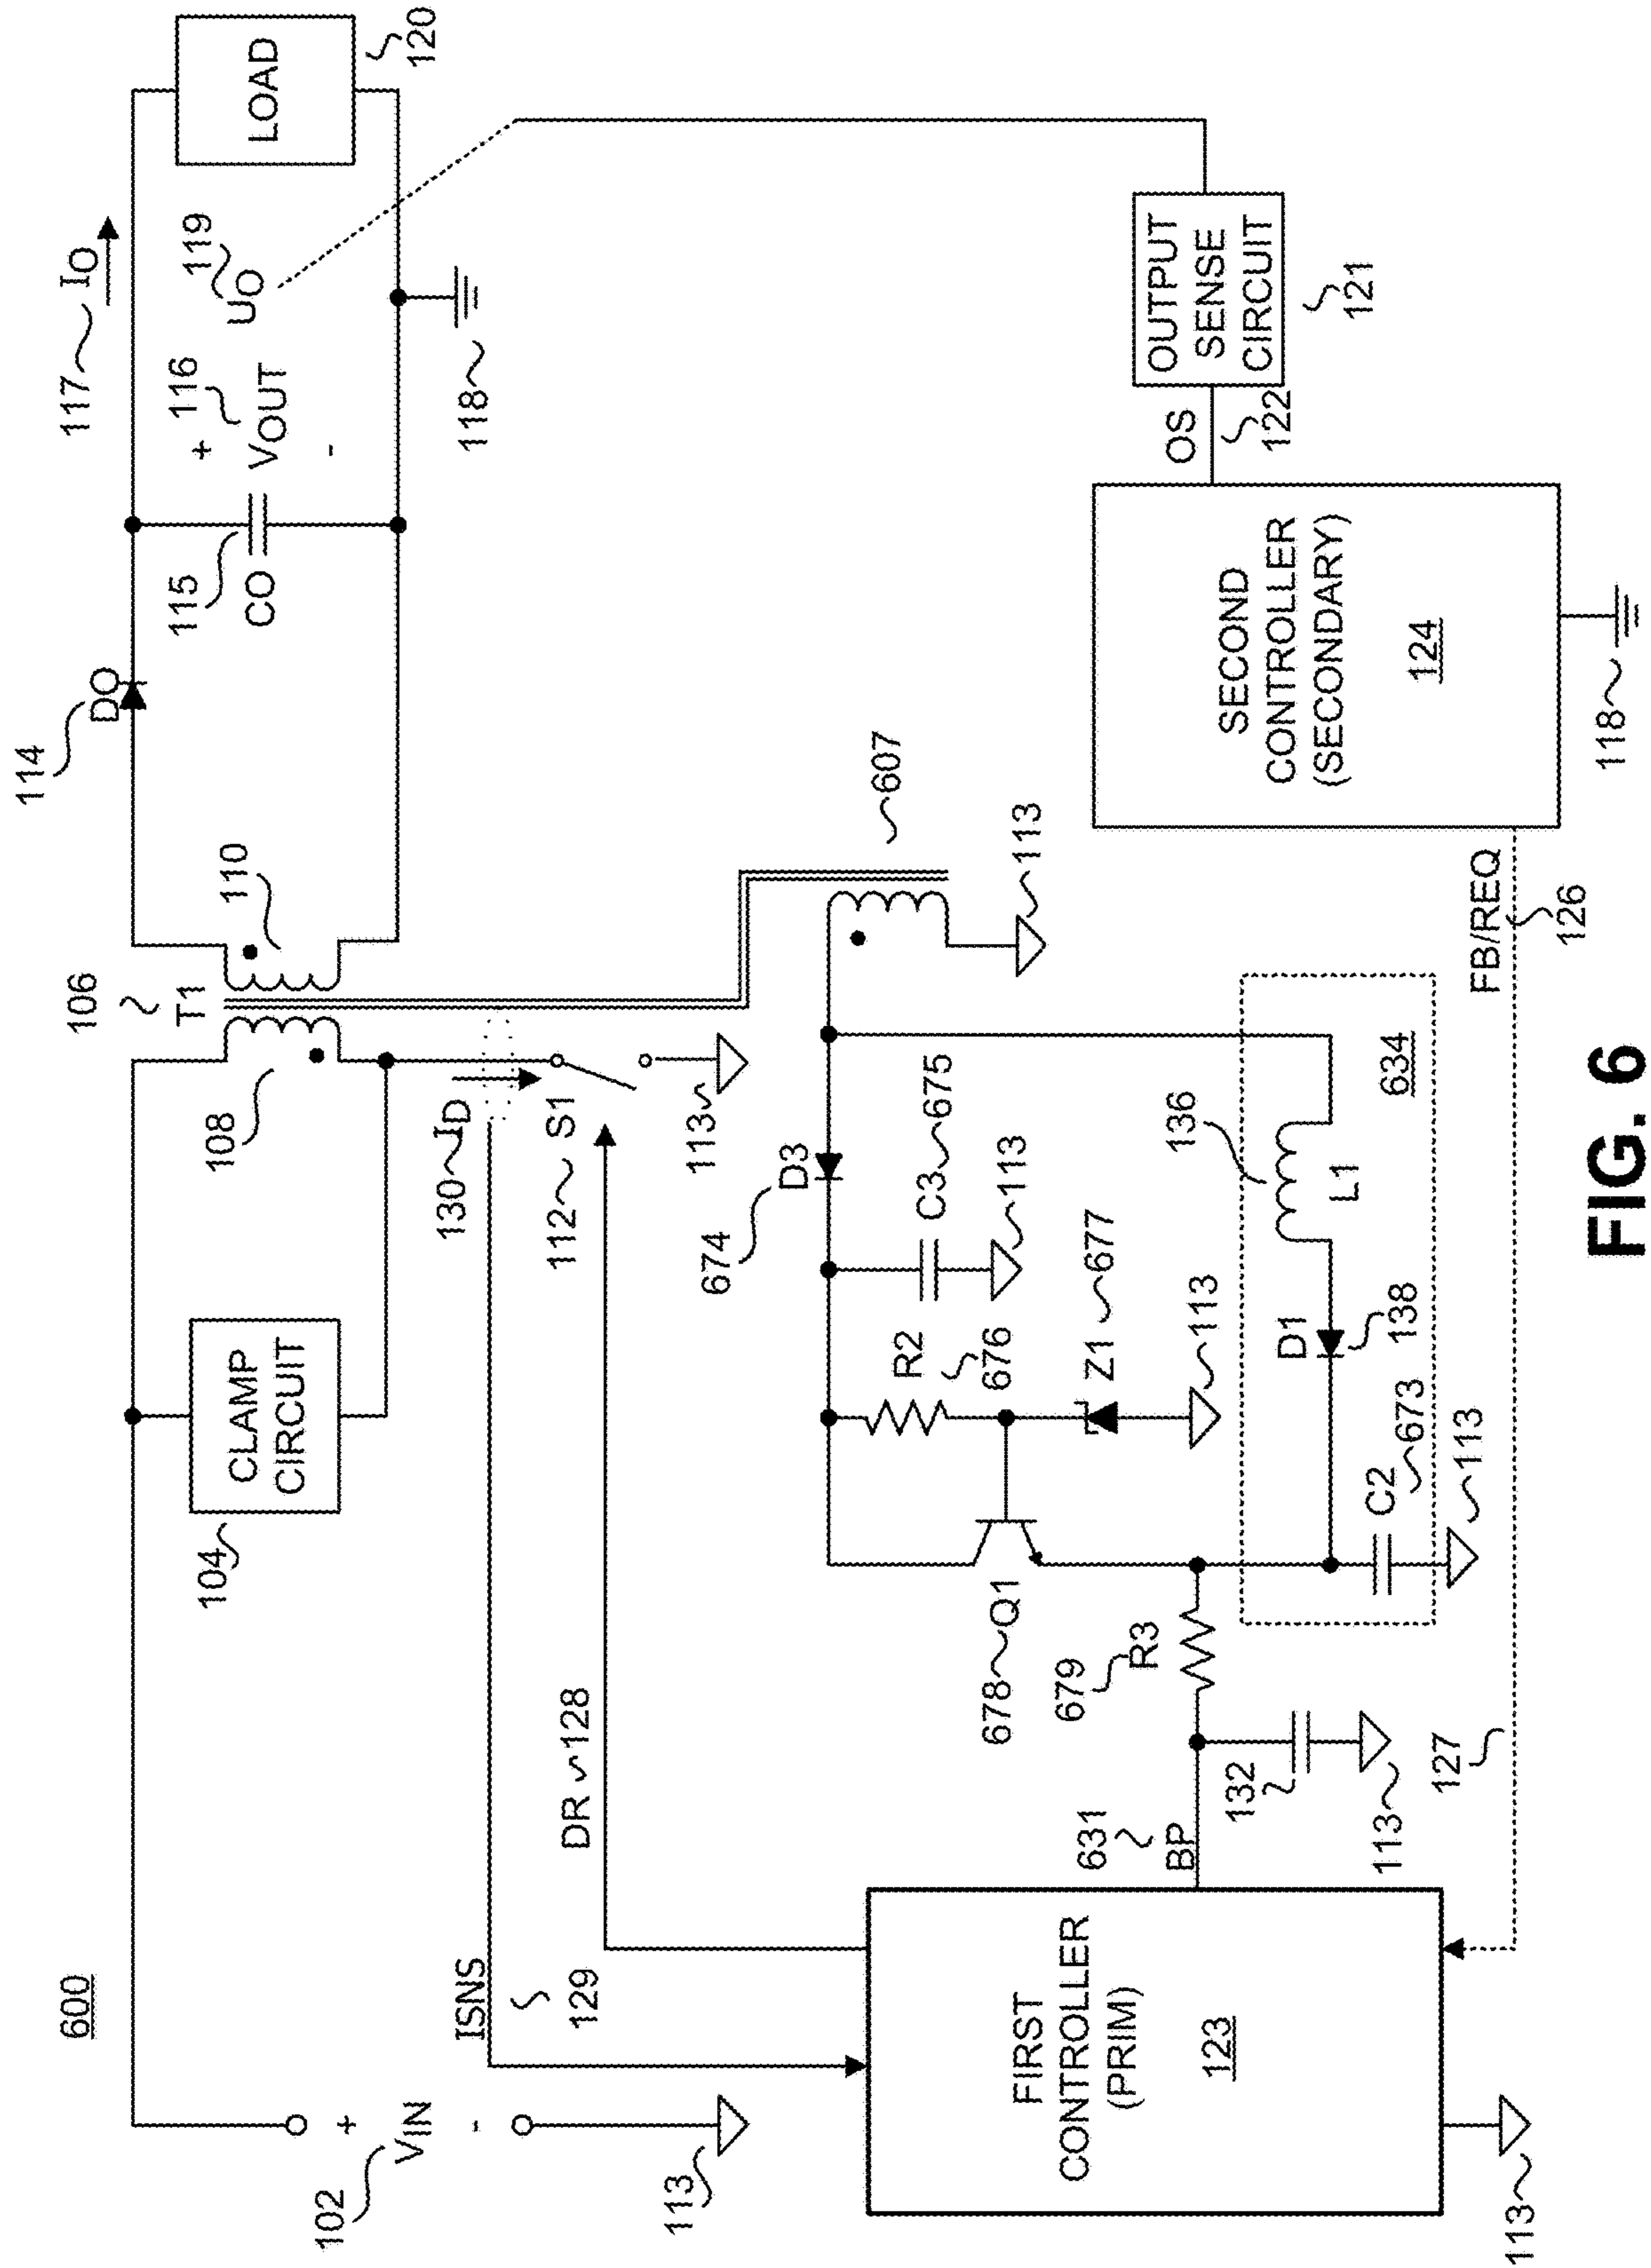 600
106
T1
110
114
DO
115
CO
+
116
VOUT
-
117
IO
119
UO
118
LOAD
120
104
CLAMP
CIRCUIT
108
102
+
VIN
-
113
130
ID
112
S1
113
ISNS
129
DR
128
674
D3
C3
675
113
R2
676
Z1
677
113
607
113
678
Q1
679
R3
136
L1
634
D1
138
C2
673
113
631
BP
132
113
127
FIRST
CONTROLLER
(PRIM)
123
113
FB/REQ
126
SECOND
CONTROLLER
(SECONDARY)
124
118
OS
122
OUTPUT
SENSE
CIRCUIT
121
FIG. 6